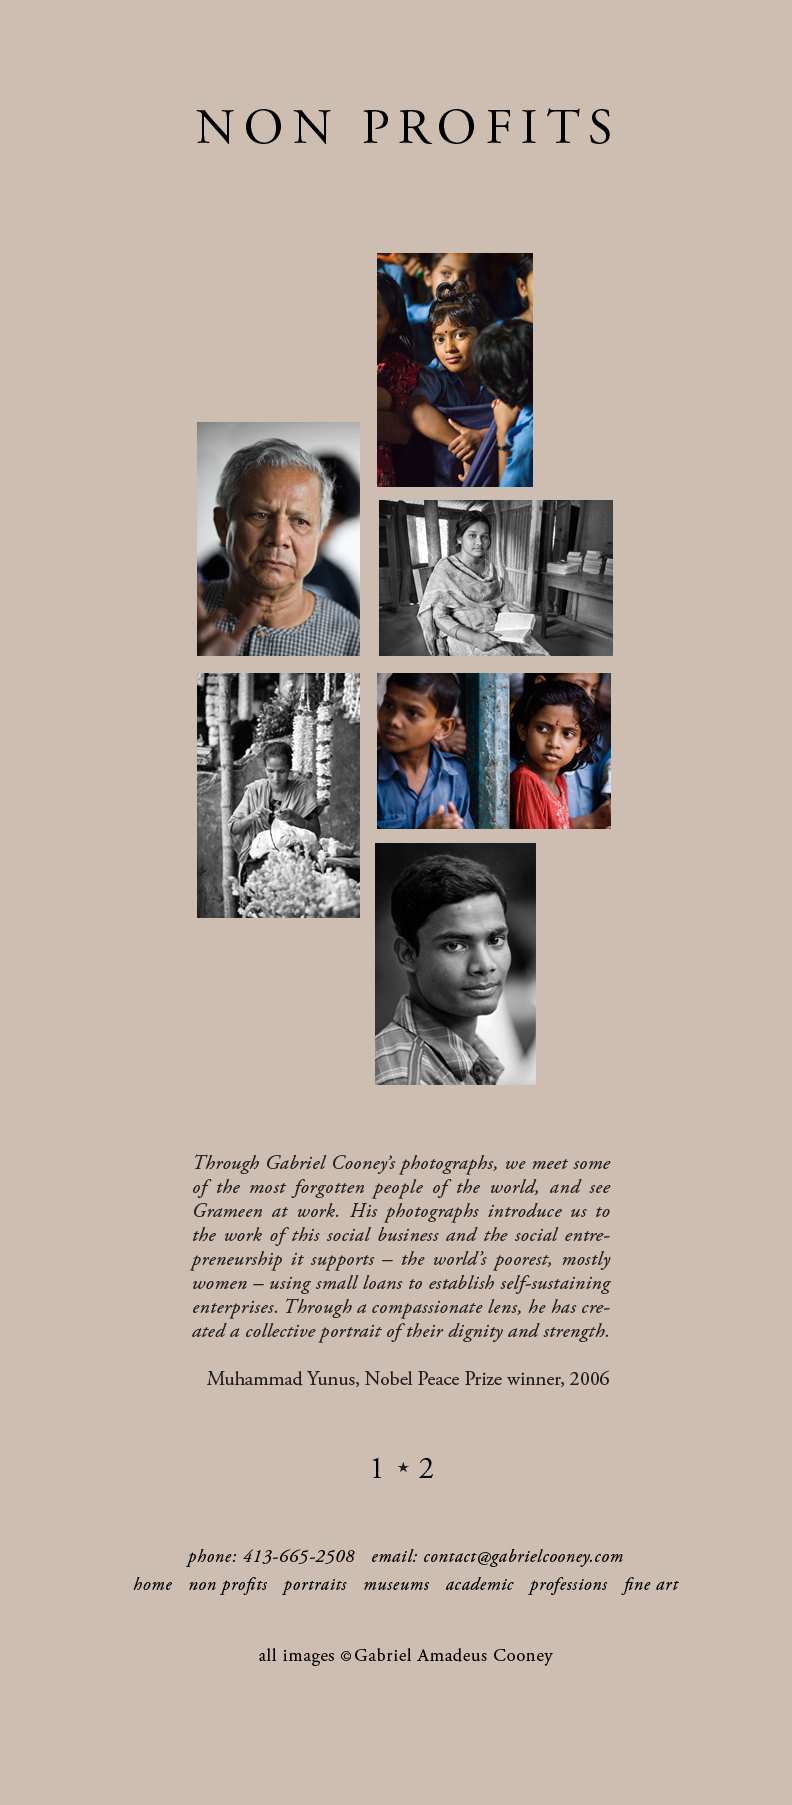 NON PROFITS
Through Gabriel Cooney's photographs, we meet some
of the most forgotten people of the world, and see
Grameen at work. His photographs introduce us to
the work of this social business and the social entre-
preneurship it supports – the world's poorest, mostly
women – using small loans to establish self-sustaining
enterprises. Through a compassionate lens, he has cre-
ated a collective portrait of their dignity and strength.
Muhammad Yunus, Nobel Peace Prize winner, 2006
1 ★ 2
phone: 413-665-2508 email: contact@gabrielcooney.com
home non profits portraits museums academic professions fine art
all images ©Gabriel Amadeus Cooney